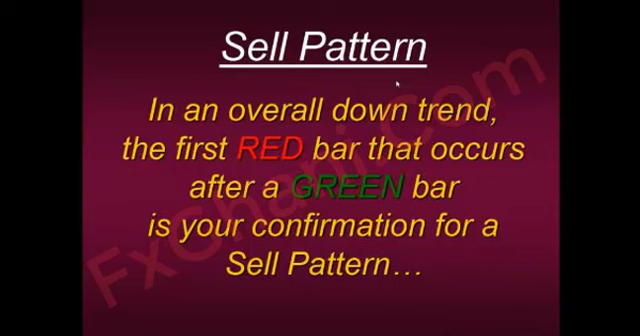 Sell Pattern
In an overall down trend,
the first RED bar that occurs
after a GREEN bar
is your confirmation for a
Sell Pattern…